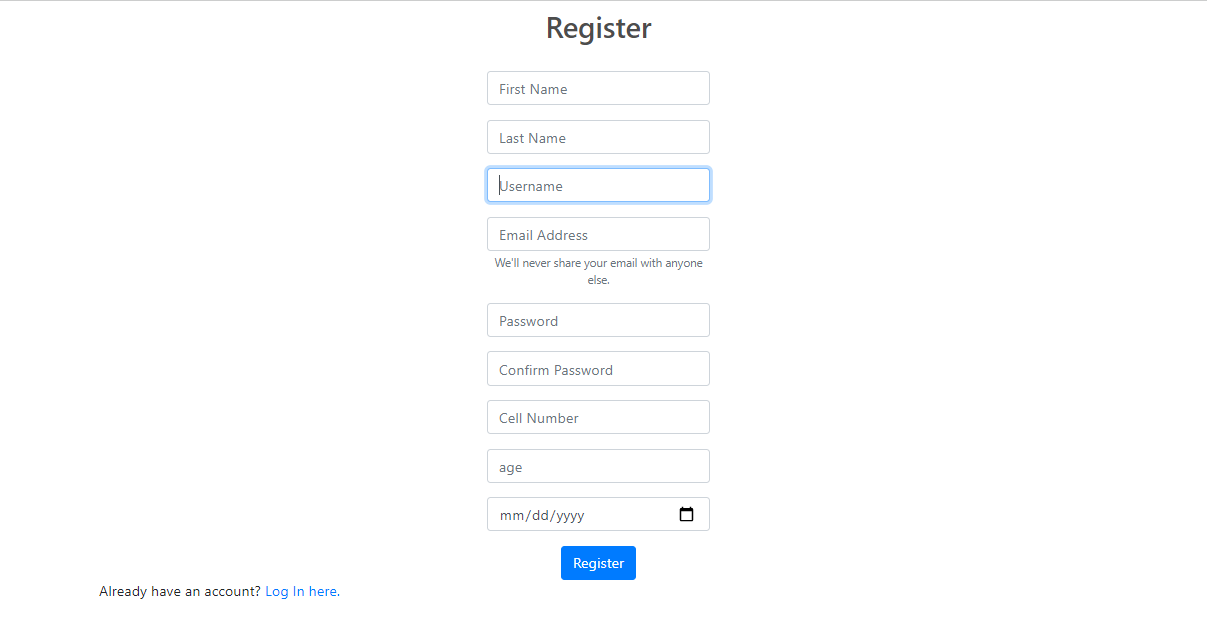 Register
First Name
Last Name
Username
Email Address
We'll never share your email with anyone
else.
Password
Confirm Password
Cell Number
age
mm/dd/yyyy
Register
Already have an account? Log In here.